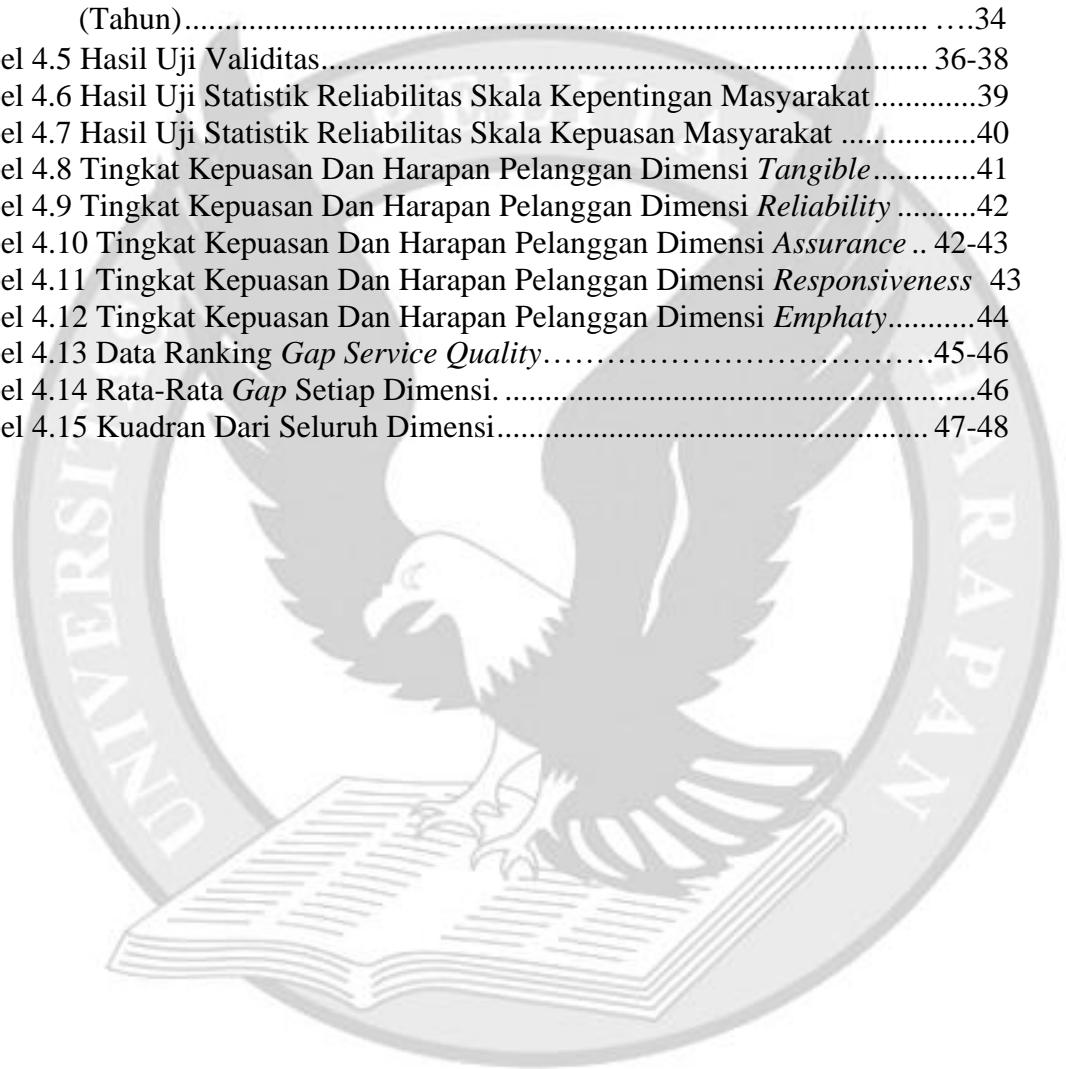 (Tahun)............................................................................................. ….34
el 4.5 Hasil Uji Validitas............................................................................ 36-38
el 4.6 Hasil Uji Statistik Reliabilitas Skala Kepentingan Masyarakat.............39
el 4.7 Hasil Uji Statistik Reliabilitas Skala Kepuasan Masyarakat .................40
el 4.8 Tingkat Kepuasan Dan Harapan Pelanggan Dimensi Tangible.............41
el 4.9 Tingkat Kepuasan Dan Harapan Pelanggan Dimensi Reliability ..........42
el 4.10 Tingkat Kepuasan Dan Harapan Pelanggan Dimensi Assurance .. 42-43
el 4.11 Tingkat Kepuasan Dan Harapan Pelanggan Dimensi Responsiveness 43
el 4.12 Tingkat Kepuasan Dan Harapan Pelanggan Dimensi Emphaty...........44
el 4.13 Data Ranking Gap Service Quality……………………………….45-46
el 4.14 Rata-Rata Gap Setiap Dimensi. ...........................................................46
el 4.15 Kuadran Dari Seluruh Dimensi...................................................... 47-48